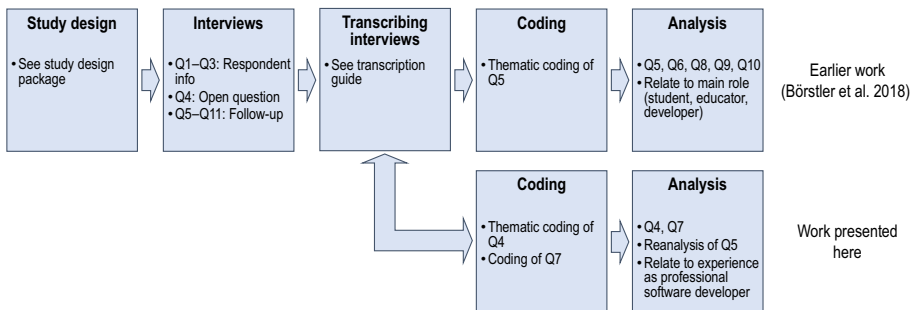 Study design
• See study design
package
Interviews
• Q1–Q3: Respondent
info
• Q4: Open question
• Q5–Q11: Follow-up
Transcribing
interviews
• See transcription
guide
Coding
• Thematic coding of
Q5
Analysis
• Q5, Q6, Q8, Q9, Q10
• Relate to main role
(student, educator,
developer)
Earlier work
(Börstler et al. 2018)
Coding
• Thematic coding of
Q4
• Coding of Q7
Analysis
• Q4, Q7
• Reanalysis of Q5
• Relate to experience
as professional
software developer
Work presented
here